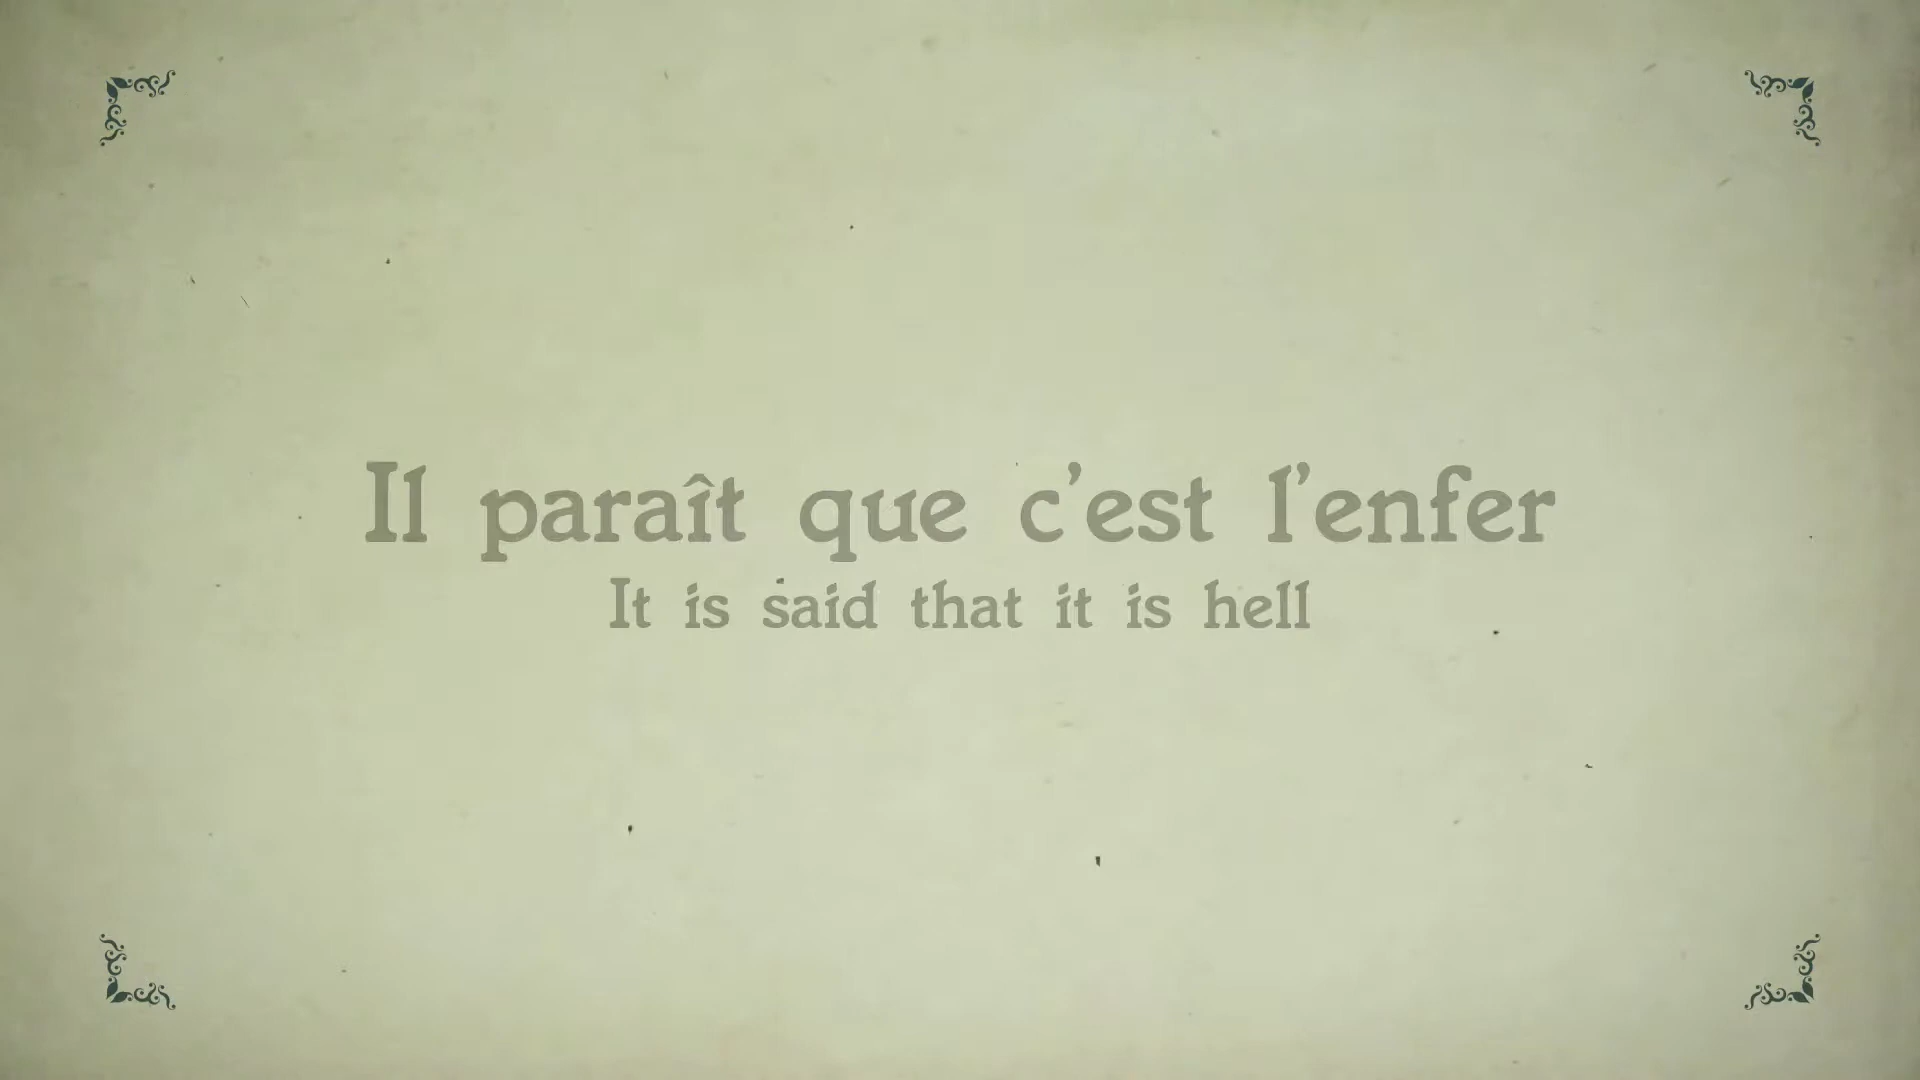 Il paraît que c’est l’enfer
It is said that it is hell